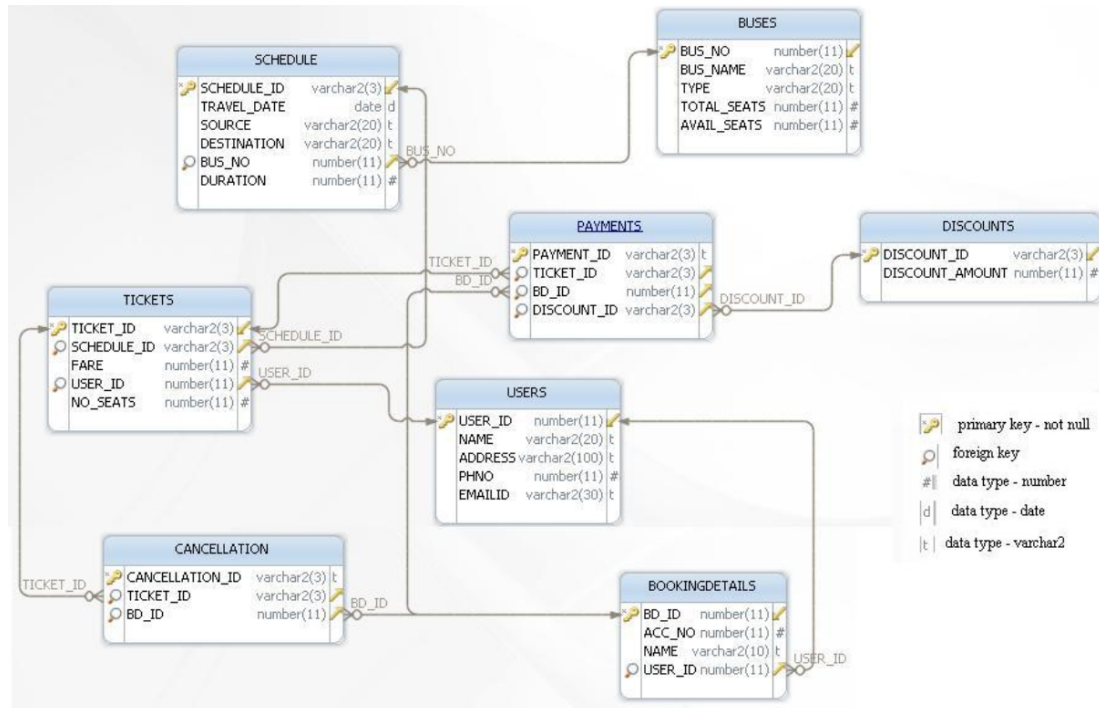 BUSES
BUS_NO number(11)
BUS_NAME varchar2(20) t
TYPE varchar2(20) t
TOTAL_SEATS number(11) #
AVAIL_SEATS number(11) #
SCHEDULE
SCHEDULE_ID varchar2(3)
TRAVEL_DATE date d
SOURCE varchar2(20) t
DESTINATION varchar2(20) t
BUS_NO number(11)
DURATION number(11) #
BUS_NO
PAYMENTS
PAYMENT_ID varchar2(3) t
TICKET_ID varchar2(3)
BD_ID number(11)
DISCOUNT_ID varchar2(3)
TICKET_ID
BD_ID
DISCOUNT_ID
DISCOUNTS
DISCOUNT_ID varchar2(3)
DISCOUNT_AMOUNT number(11) #
TICKETS
TICKET_ID varchar2(3)
SCHEDULE_ID varchar2(3)
FARE number(11) #
USER_ID number(11)
NO_SEATS number(11) #
SCHEDULE_ID
USER_ID
USERS
USER_ID number(11)
NAME varchar2(20) t
ADDRESS varchar2(100) t
PHNO number(11) #
EMAILID varchar2(30) t
primary key - not null
foreign key
# data type - number
d data type - date
t data type - varchar2
CANCELLATION
CANCELLATION_ID varchar2(3) t
TICKET_ID varchar2(3)
BD_ID number(11)
TICKET_ID
BD_ID
BOOKINGDETAILS
BD_ID number(11)
ACC_NO number(11) #
NAME varchar2(10) t
USER_ID number(11)
USER_ID